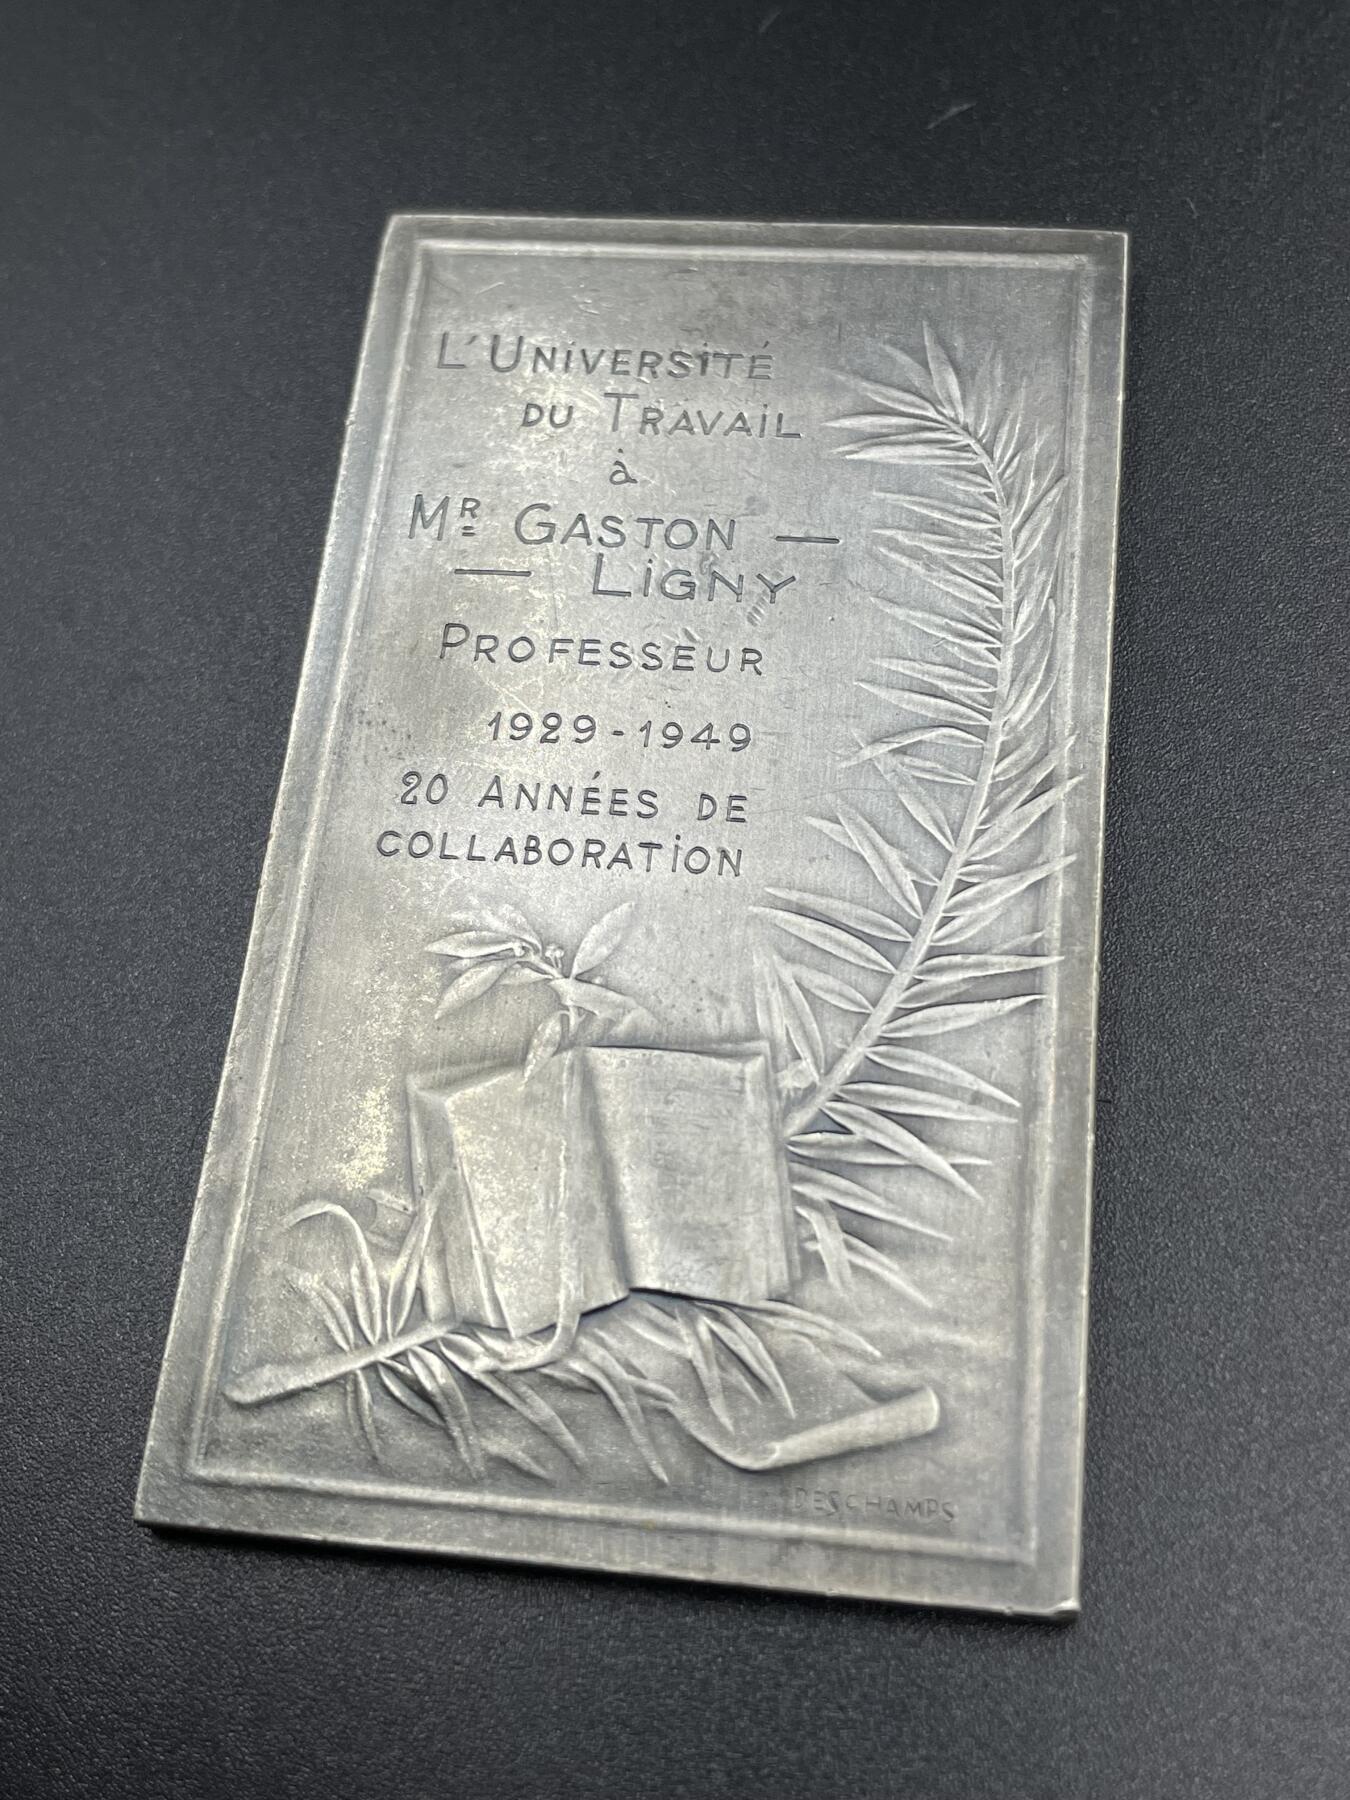 L'UNiVERSiTÉ
DU TRAVAiL
à
MR GASTON —
— LiGNY
PROFESSEUR
1929-1949
20 ANNÉES DE
COLLABORATiON
DESCHAMPS